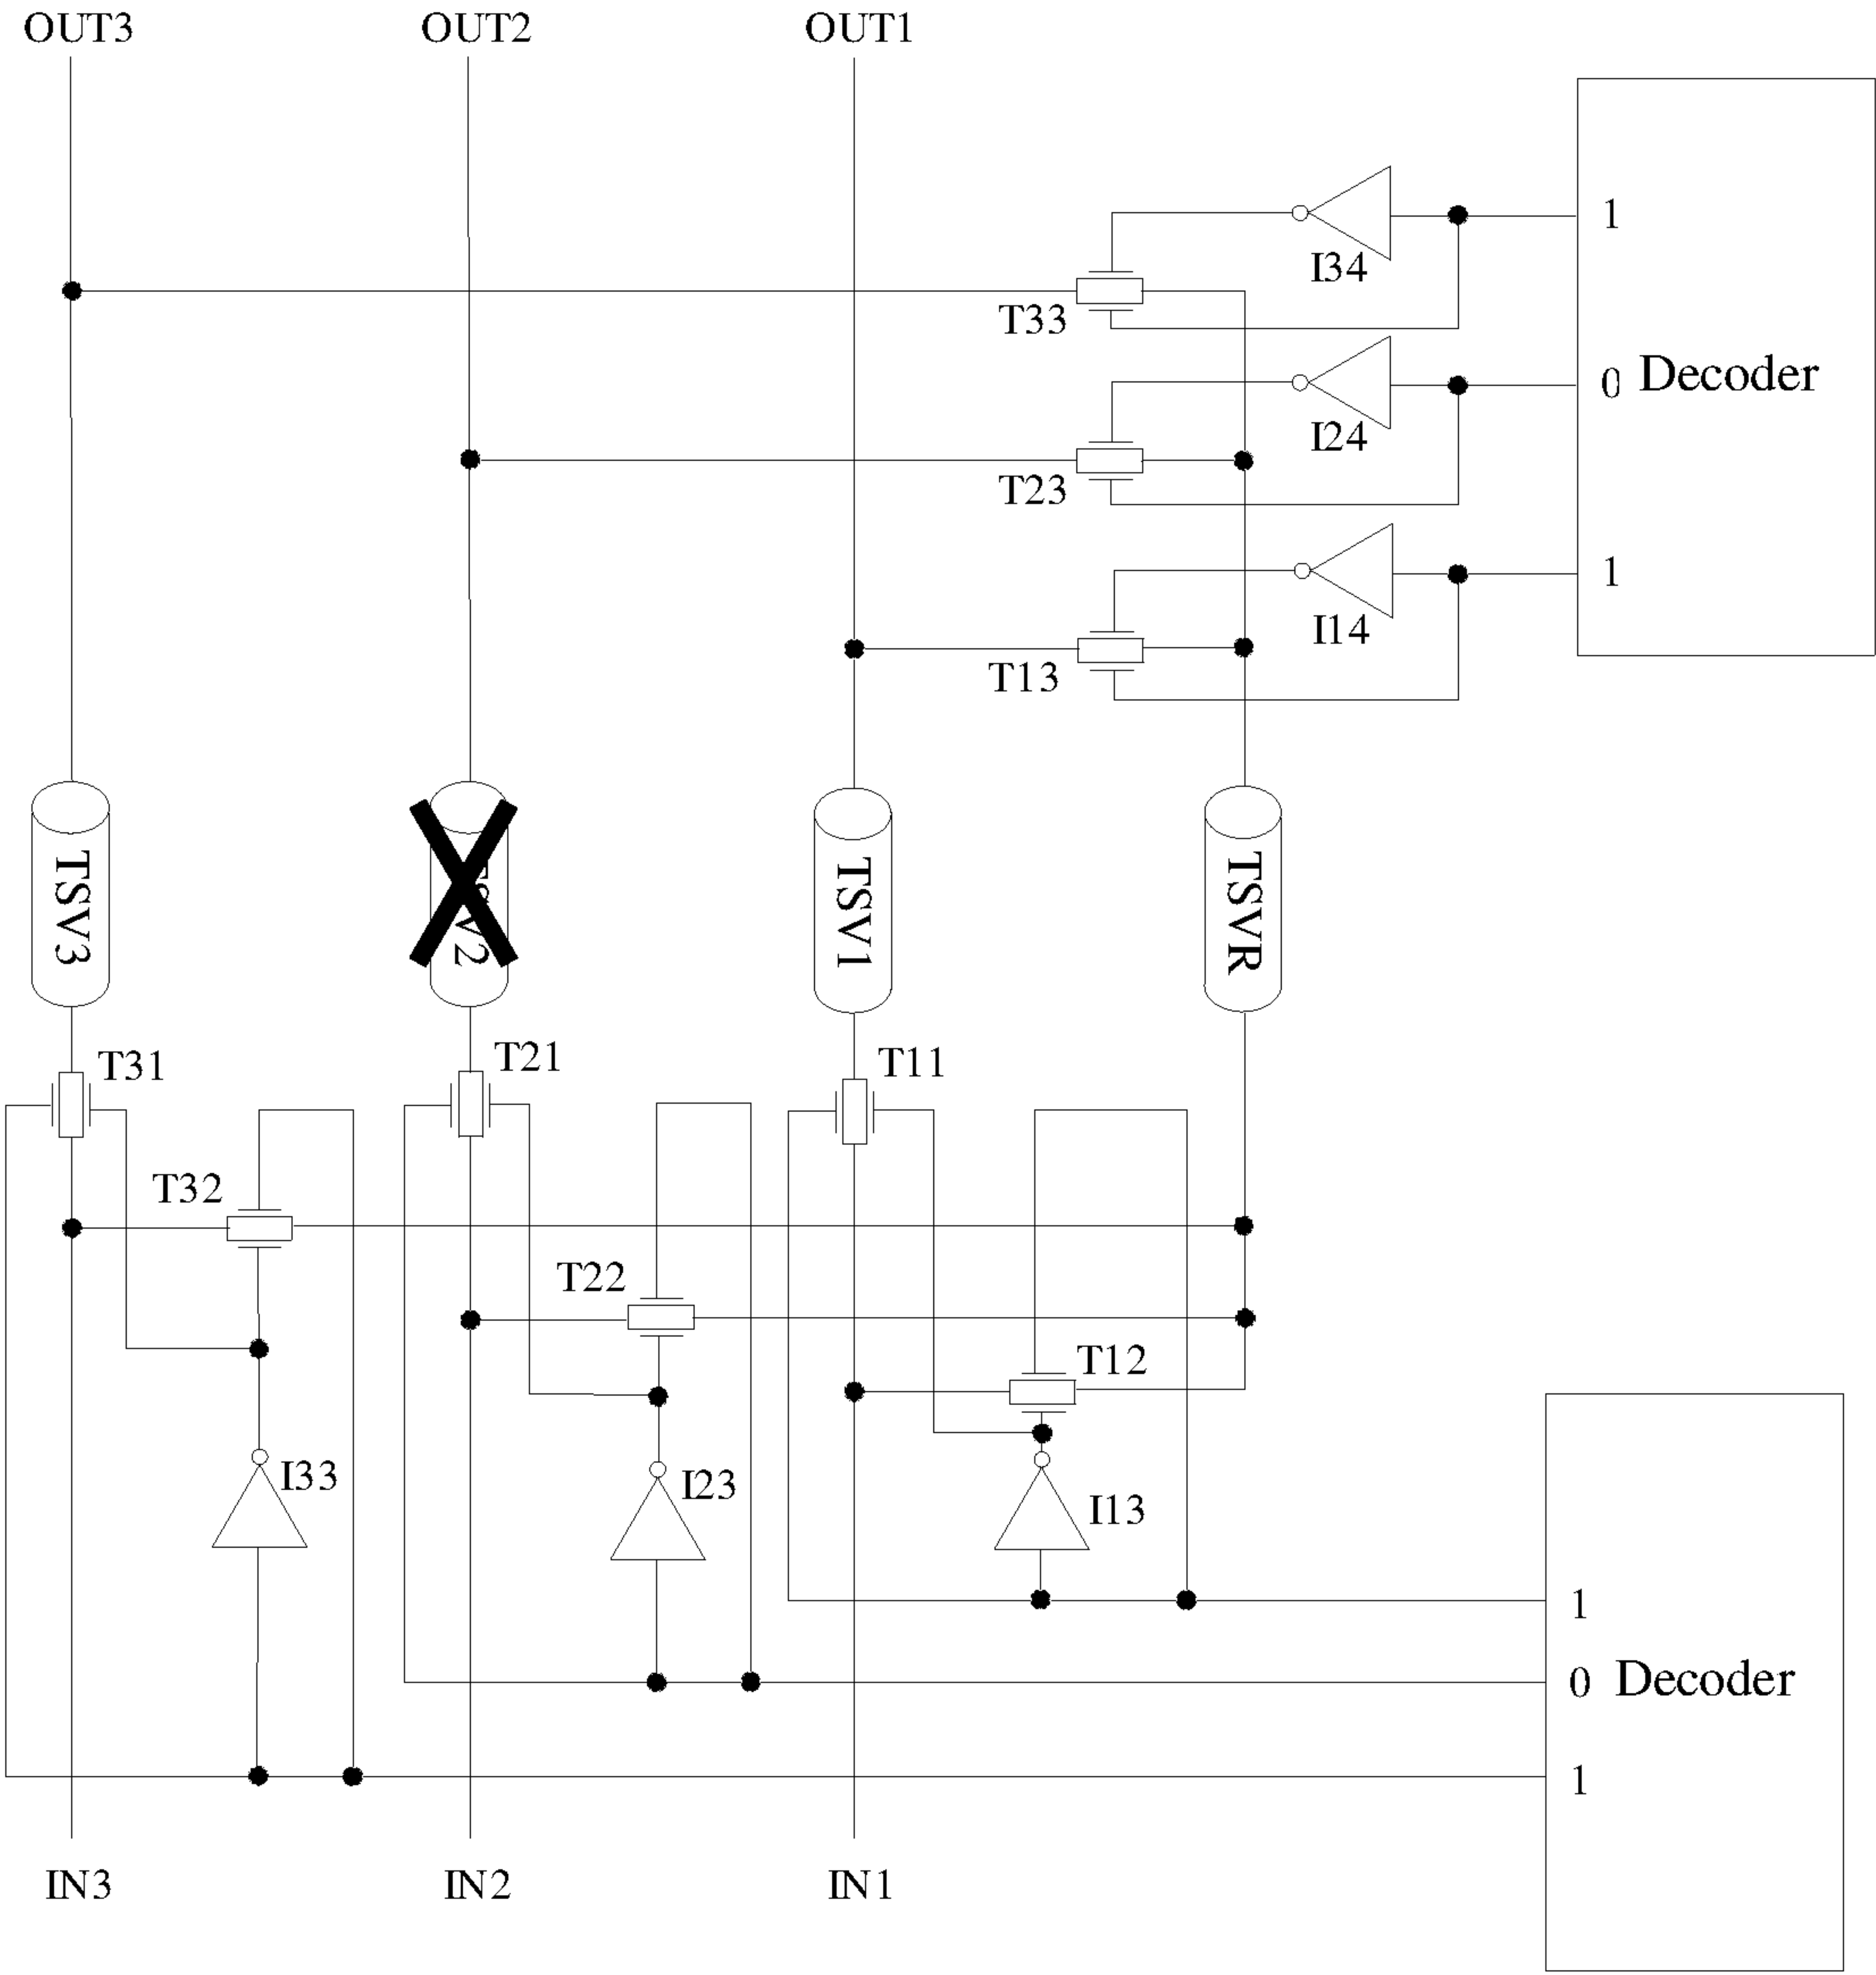 OUT3 OUT2 OUT1
1
I34
T33
0 Decoder
I24
T23
1
I14
T13
TSV3 TSV2 TSV1 TSVR
T31 T21 T11
T32
T22
T12
I33 I23 I13
1
0 Decoder
1
IN3 IN2 IN1